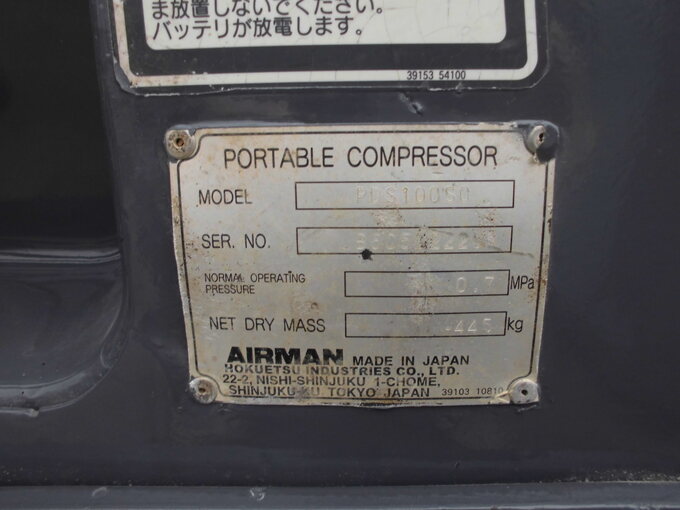 ま放置しないでください。
バッテリが放電します。
39153 54100
PORTABLE COMPRESSOR
MODEL PDS100SC
SER. NO.
NORMAL OPERATING
PRESSURE 0.7 MPa
NET DRY MASS 445 kg
AIRMAN MADE IN JAPAN
HOKUETSU INDUSTRIES CO., LTD.
22-2, NISHI-SHINJUKU 1-CHOME,
SHINJUKU-KU, TOKYO JAPAN 39103 10810